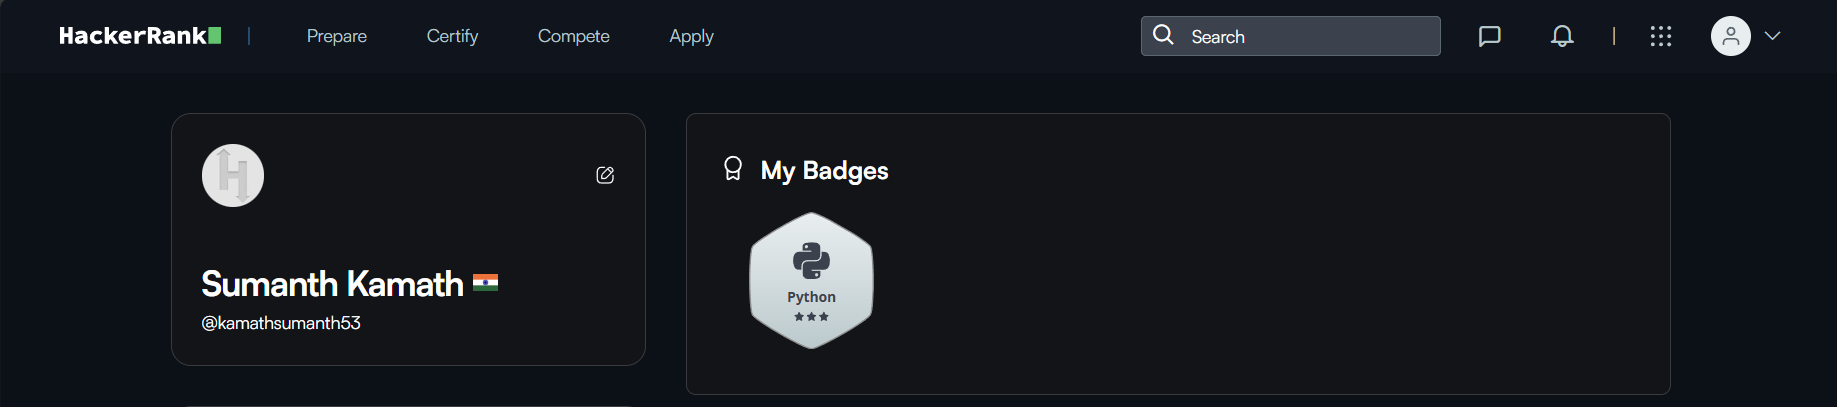 HackerRank | Prepare Certify Compete Apply Search |
My Badges
Python
Sumanth Kamath
@kamathsumanth53